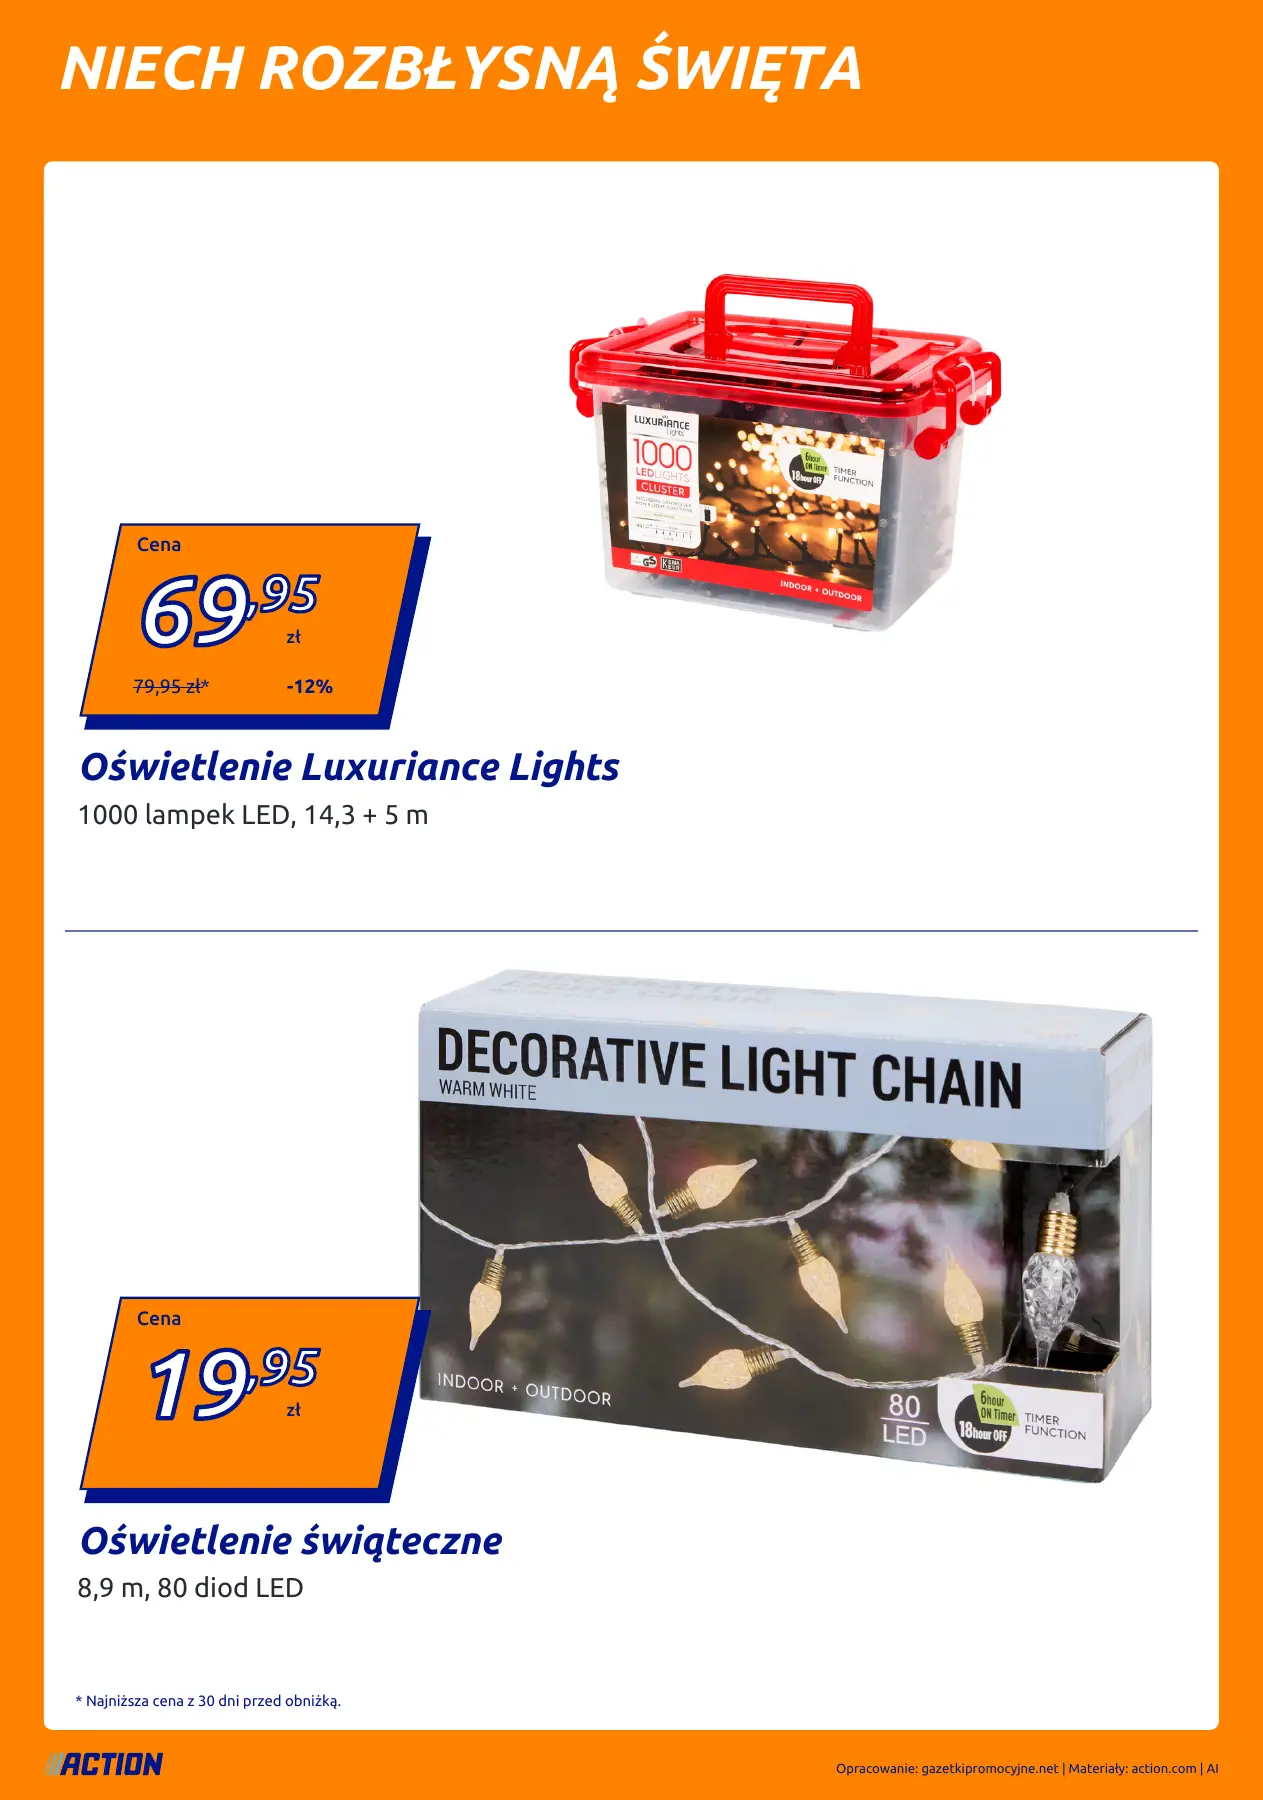 NIECH ROZBŁYSNĄ ŚWIĘTA
LUXURIANCE
Lights
1000
LEDLIGHTS
CLUSTER
6hour
ON Timer
18hour OFF
TIMER
FUNCTION
INDOOR + OUTDOOR
Cena
69,95
zł
79,95 zł* -12%
Oświetlenie Luxuriance Lights
1000 lampek LED, 14,3 + 5 m
DECORATIVE LIGHT CHAIN
WARM WHITE
INDOOR + OUTDOOR
80
LED
6hour
ON Timer
18hour OFF
TIMER
FUNCTION
Cena
19,95
zł
Oświetlenie świąteczne
8,9 m, 80 diod LED
* Najniższa cena z 30 dni przed obniżką.
ACTION
Opracowanie: gazetkipromocyjne.net | Materiały: action.com | AI